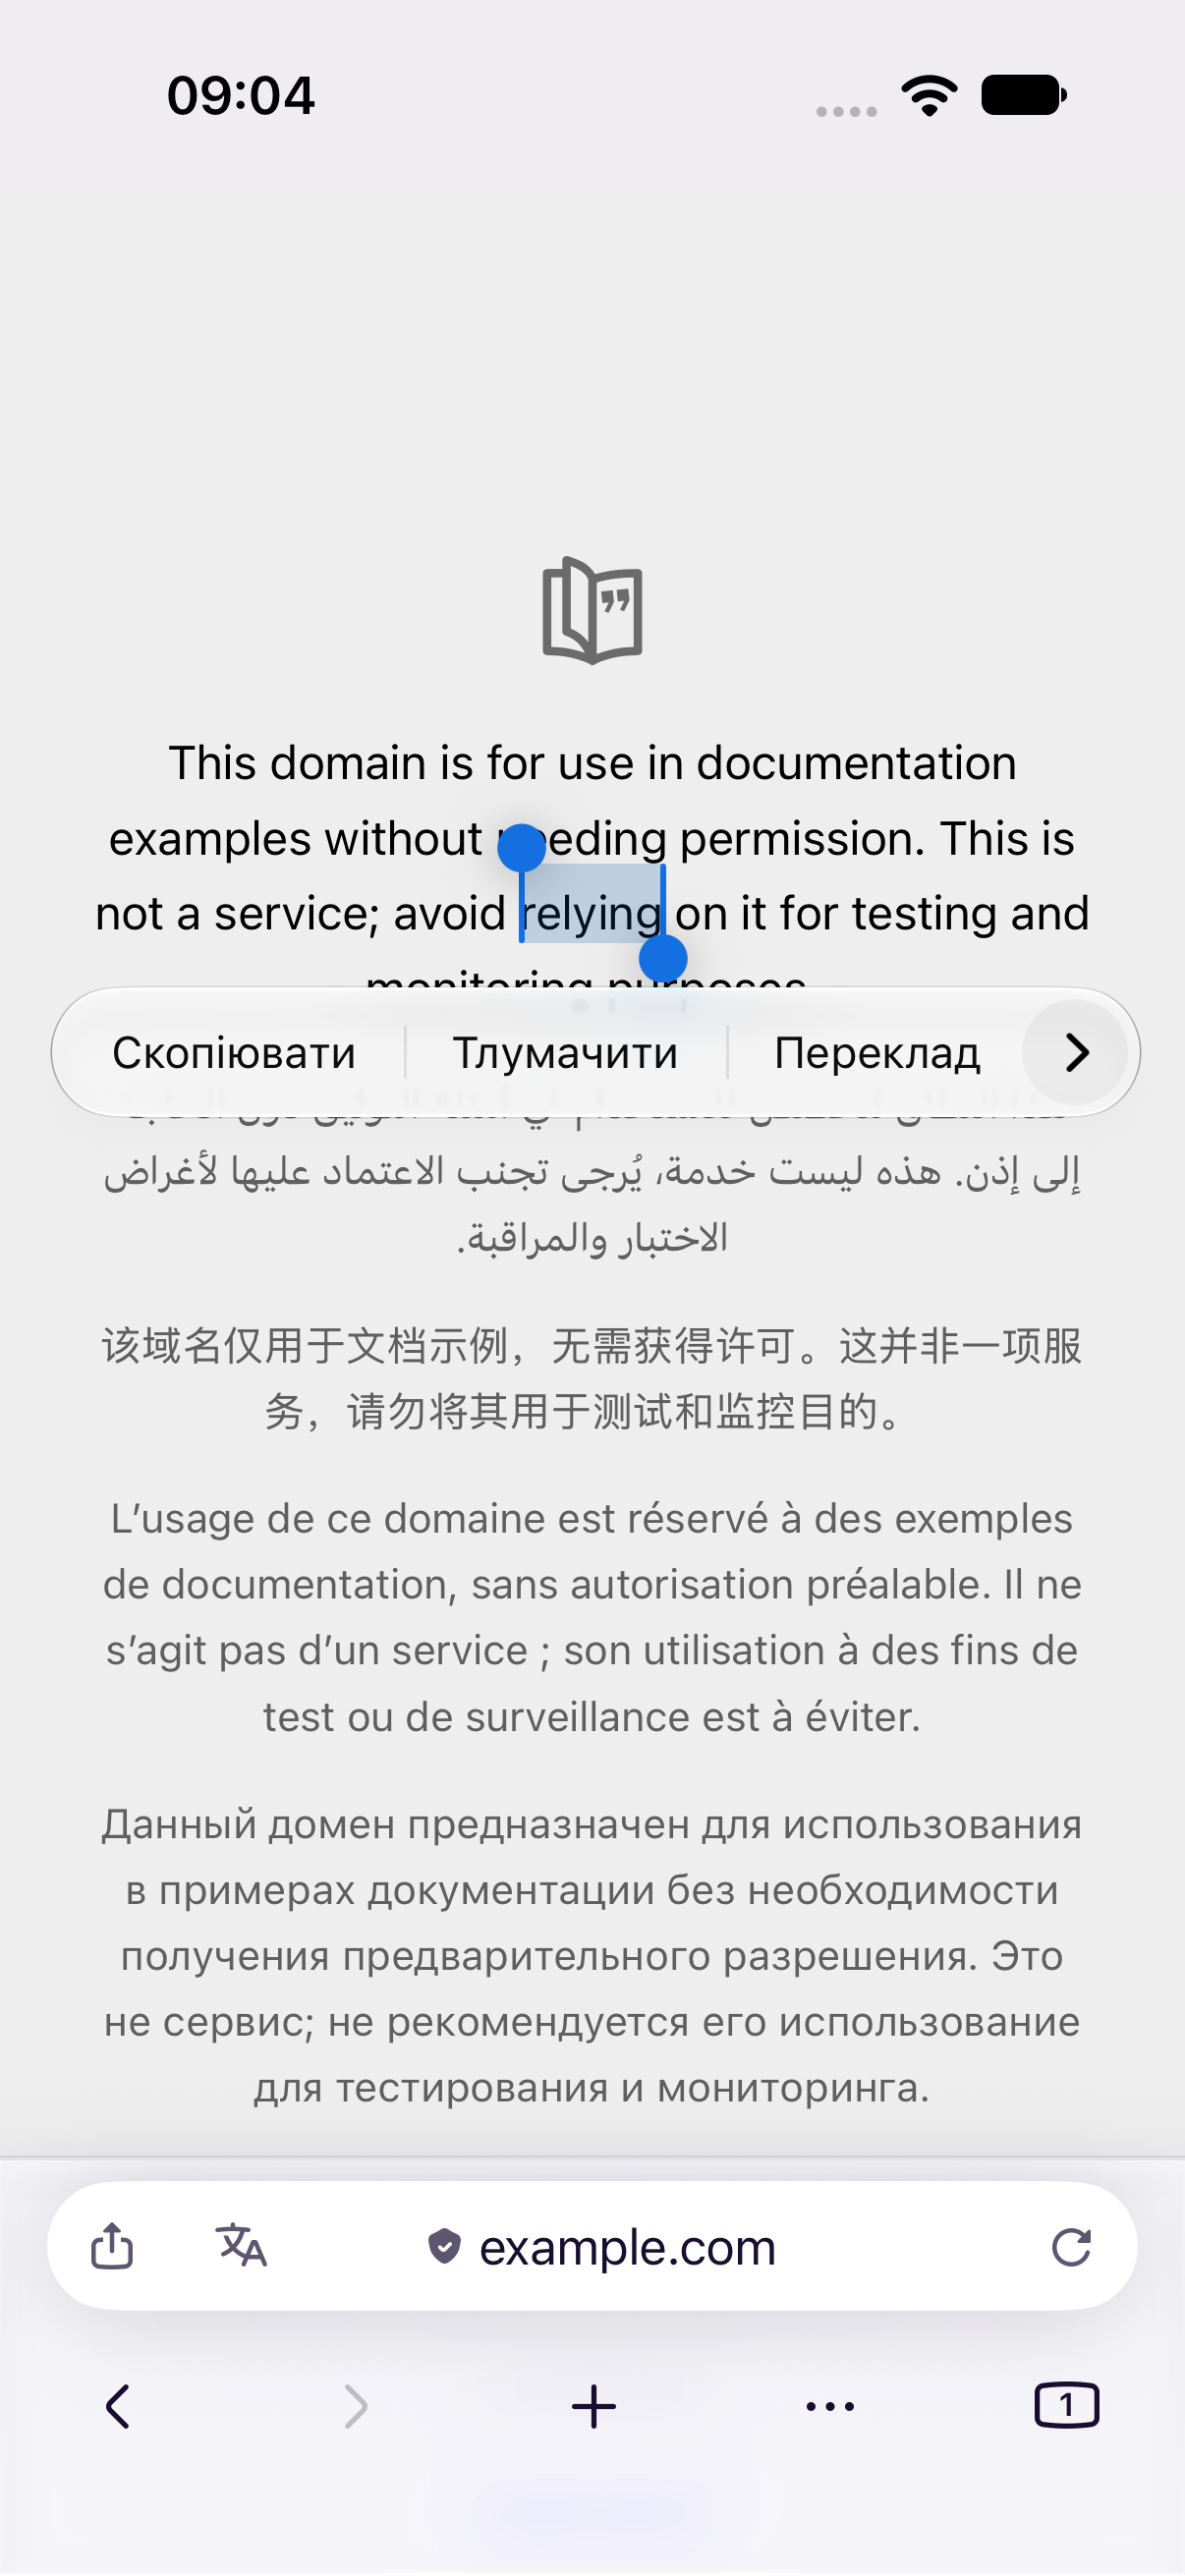 09:04
This domain is for use in documentation
examples without needing permission. This is
not a service; avoid relying on it for testing and
monitoring purposes
Скопіювати
Тлумачити
Переклад
إلى إذن. هذه ليست خدمة، يُرجى تجنب الاعتماد عليها لأغراض
الاختبار والمراقبة.
该域名仅用于文档示例，无需获得许可。这并非一项服
务，请勿将其用于测试和监控目的。
L’usage de ce domaine est réservé à des exemples
de documentation, sans autorisation préalable. Il ne
s’agit pas d’un service ; son utilisation à des fins de
test ou de surveillance est à éviter.
Данный домен предназначен для использования
в примерах документации без необходимости
получения предварительного разрешения. Это
не сервис; не рекомендуется его использование
для тестирования и мониторинга.
example.com
1